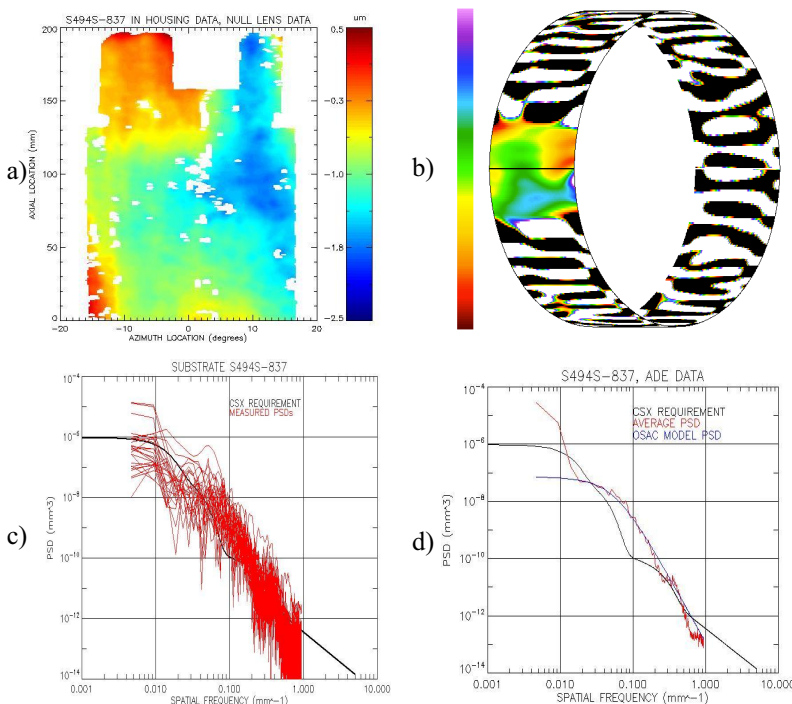 a)
S494S-837 IN HOUSING DATA, NULL LENS DATA
um
200
150
100
50
0
AXIAL LOCATION (mm)
-20
-10
0
10
20
AZIMUTH LOCATION (degrees)
0.5
-0.3
-1.0
-1.8
-2.5
b)
c)
SUBSTRATE S494S-837
CSX REQUIREMENT
MEASURED PSDs
10^-4
10^-6
10^-8
10^-10
10^-12
10^-14
PSD (mm^3)
0.001
0.010
0.100
1.000
10.000
SPATIAL FREQUENCY (mm^-1)
d)
S494S-837, ADE DATA
CSX REQUIREMENT
AVERAGE PSD
OSAC MODEL PSD
10^-4
10^-6
10^-8
10^-10
10^-12
10^-14
PSD (mm^3)
0.001
0.010
0.100
1.000
10.000
SPATIAL FREQUENCY (mm^-1)